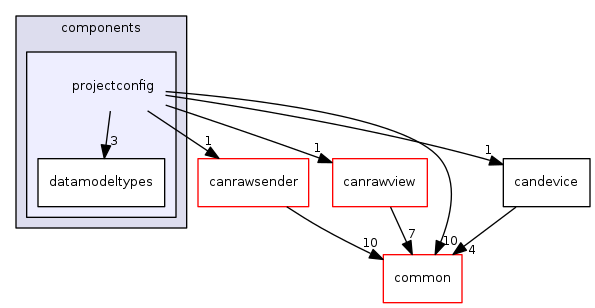 components
projectconfig
3
1
1
1
datamodeltypes
canrawsender
canrawview
candevice
10
7
10
4
common